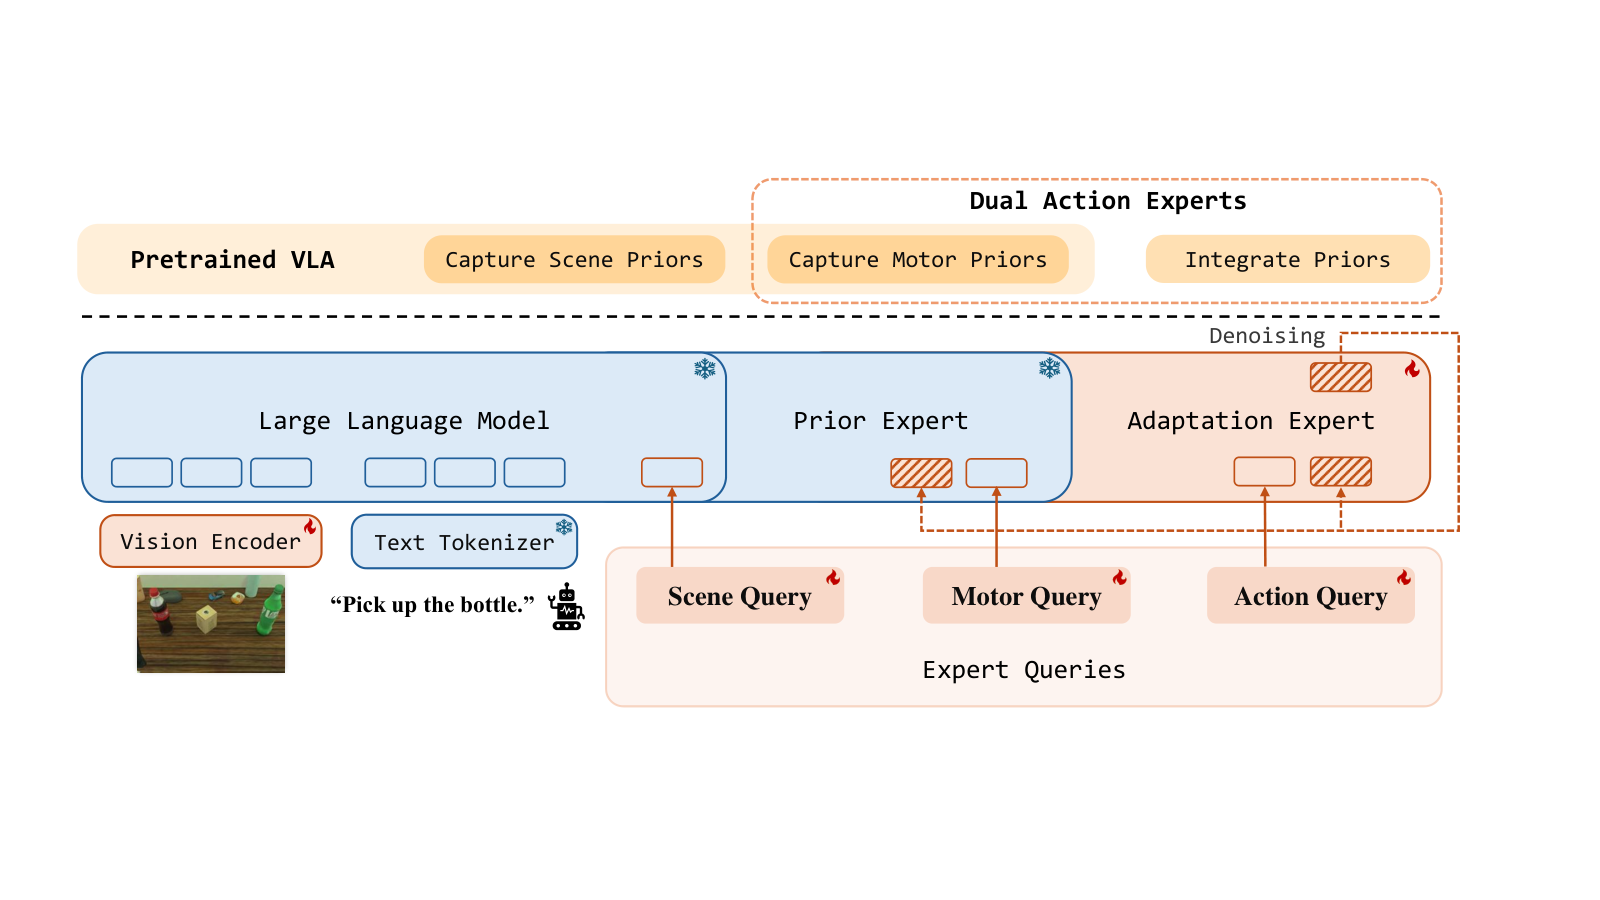 Dual Action Experts
Pretrained VLA
Capture Scene Priors
Capture Motor Priors
Integrate Priors
Denoising
Large Language Model
Prior Expert
Adaptation Expert
Vision Encoder
Text Tokenizer
“Pick up the bottle.”
Scene Query
Motor Query
Action Query
Expert Queries